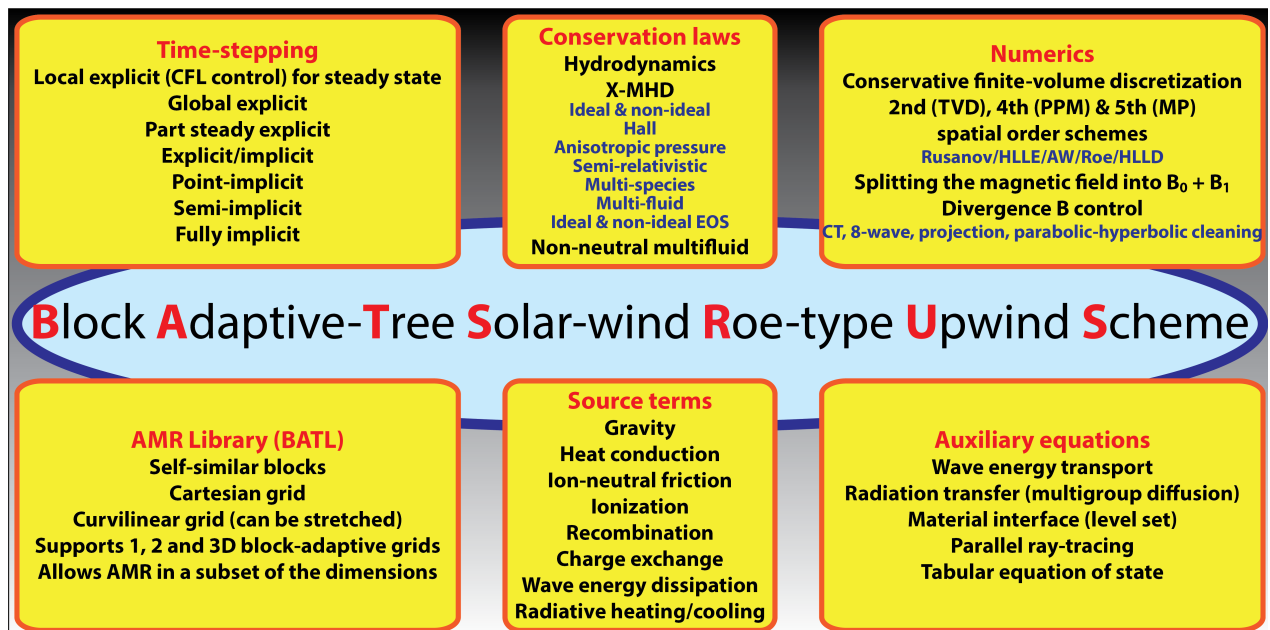 Time-stepping
Local explicit (CFL control) for steady state
Global explicit
Part steady explicit
Explicit/implicit
Point-implicit
Semi-implicit
Fully implicit
Conservation laws
Hydrodynamics
X-MHD
Ideal & non-ideal
Hall
Anisotropic pressure
Semi-relativistic
Multi-species
Multi-fluid
Ideal & non-ideal EOS
Non-neutral multifluid
Numerics
Conservative finite-volume discretization
2nd (TVD), 4th (PPM) & 5th (MP)
spatial order schemes
Rusanov/HLLE/AW/Roe/HLLD
Splitting the magnetic field into B₀ + B₁
Divergence B control
CT, 8-wave, projection, parabolic-hyperbolic cleaning
Block Adaptive-Tree Solar-wind Roe-type Upwind Scheme
AMR Library (BATL)
Self-similar blocks
Cartesian grid
Curvilinear grid (can be stretched)
Supports 1, 2 and 3D block-adaptive grids
Allows AMR in a subset of the dimensions
Source terms
Gravity
Heat conduction
Ion-neutral friction
Ionization
Recombination
Charge exchange
Wave energy dissipation
Radiative heating/cooling
Auxiliary equations
Wave energy transport
Radiation transfer (multigroup diffusion)
Material interface (level set)
Parallel ray-tracing
Tabular equation of state